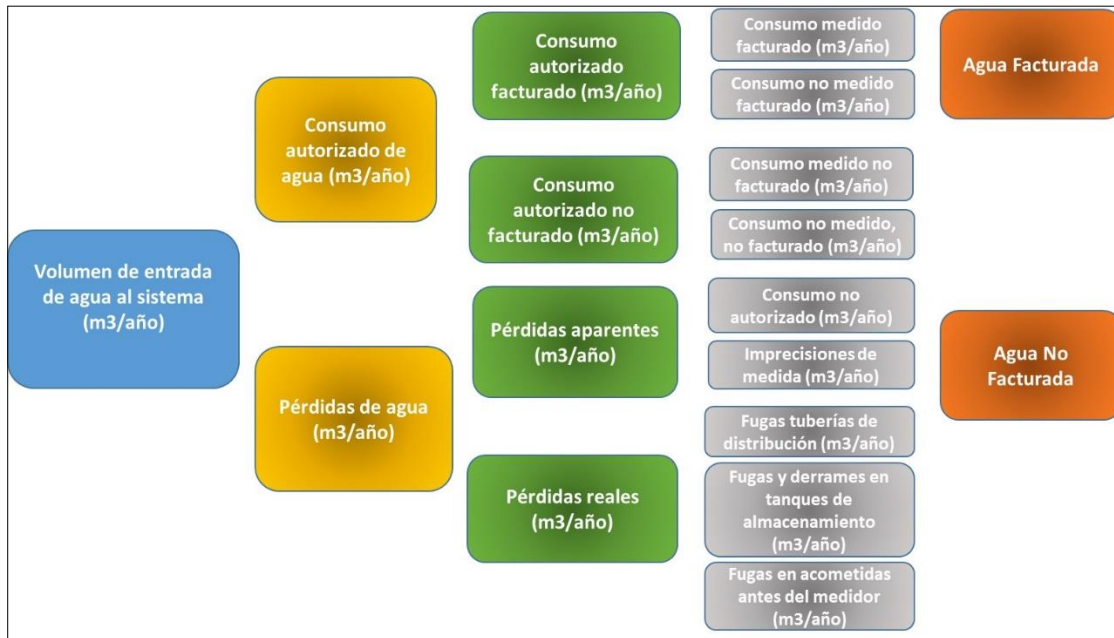 Volumen de entrada
de agua al sistema
(m3/año)
Consumo
autorizado de
agua (m3/año)
Pérdidas de agua
(m3/año)
Consumo
autorizado
facturado (m3/año)
Consumo
autorizado no
facturado (m3/año)
Pérdidas aparentes
(m3/año)
Pérdidas reales
(m3/año)
Consumo medido
facturado (m3/año)
Consumo no medido
facturado (m3/año)
Consumo medido no
facturado (m3/año)
Consumo no medido,
no facturado (m3/año)
Consumo no
autorizado (m3/año)
Imprecisiones de
medida (m3/año)
Fugas tuberías de
distribución (m3/año)
Fugas y derrames en
tanques de
almacenamiento
(m3/año)
Fugas en acometidas
antes del medidor
(m3/año)
Agua Facturada
Agua No
Facturada